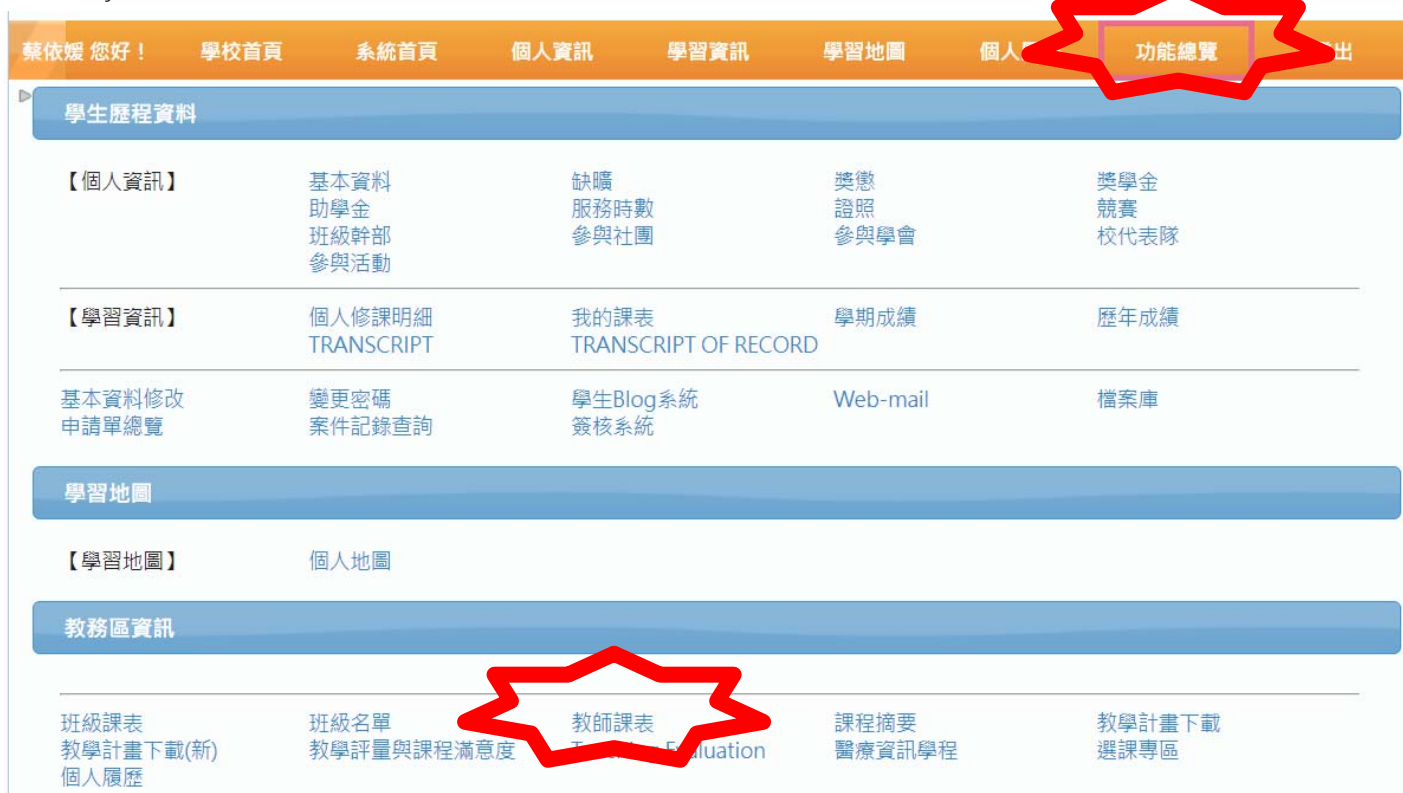 蔡依媛 您好！ 學校首頁 系統首頁 個人資訊 學習資訊 學習地圖 個人 功能總覽 出
學生歷程資料
【個人資訊】 基本資料 缺曠 獎懲 獎學金
助學金 服務時數 證照 競賽
班級幹部 參與社團 參與學會 校代表隊
參與活動
【學習資訊】 個人修課明細 我的課表 學期成績 歷年成績
TRANSCRIPT TRANSCRIPT OF RECORD
基本資料修改 變更密碼 學生Blog系統 Web-mail 檔案庫
申請單總覽 案件記錄查詢 簽核系統
學習地圖
【學習地圖】 個人地圖
教務區資訊
班級課表 班級名單 教師課表 課程摘要 教學計畫下載
教學計畫下載(新) 教學評量與課程滿意度 Evaluation 醫療資訊學程 選課專區
個人履歷